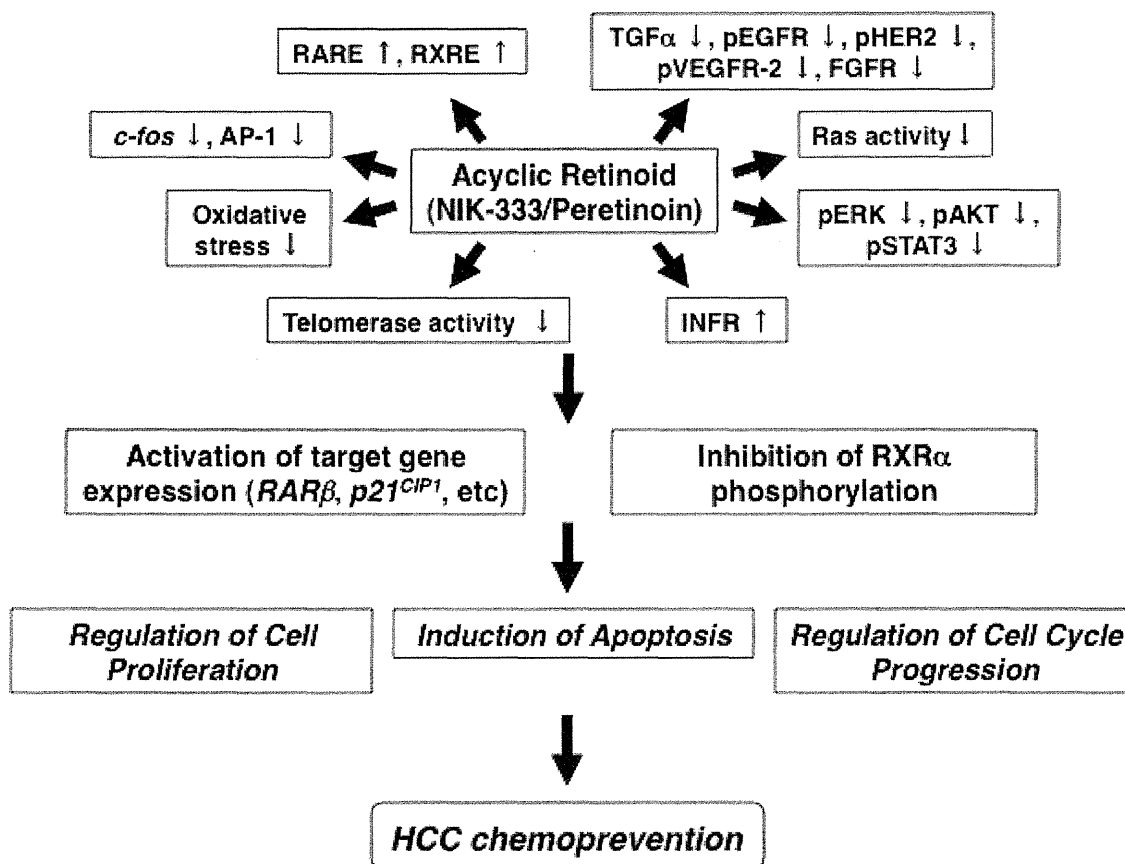 RARE ↑, RXRE ↑
TGFα ↓, pEGFR ↓, pHER2 ↓,
pVEGFR-2 ↓, FGFR ↓
c-fos ↓, AP-1 ↓
Ras activity ↓
Acyclic Retinoid
(NIK-333/Peretinoin)
Oxidative
stress ↓
pERK ↓, pAKT ↓,
pSTAT3 ↓
Telomerase activity ↓
INFR ↑
Activation of target gene
expression (RARβ, p21CIP1, etc)
Inhibition of RXRα
phosphorylation
Regulation of Cell
Proliferation
Induction of Apoptosis
Regulation of Cell Cycle
Progression
HCC chemoprevention